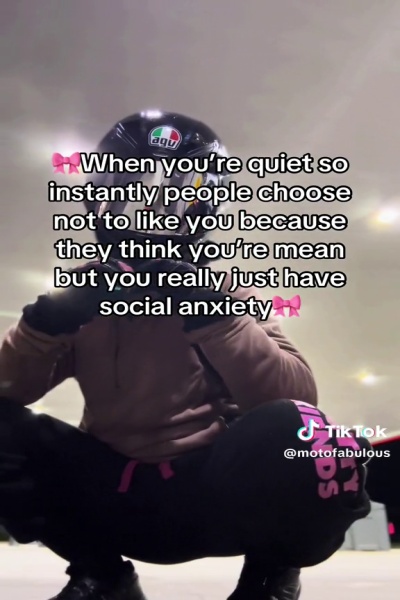 AGV
🎀When you're quiet so
instantly people choose
not to like you because
they think you're mean
but you really just have
social anxiety🎀
TikTok
@motofabulous